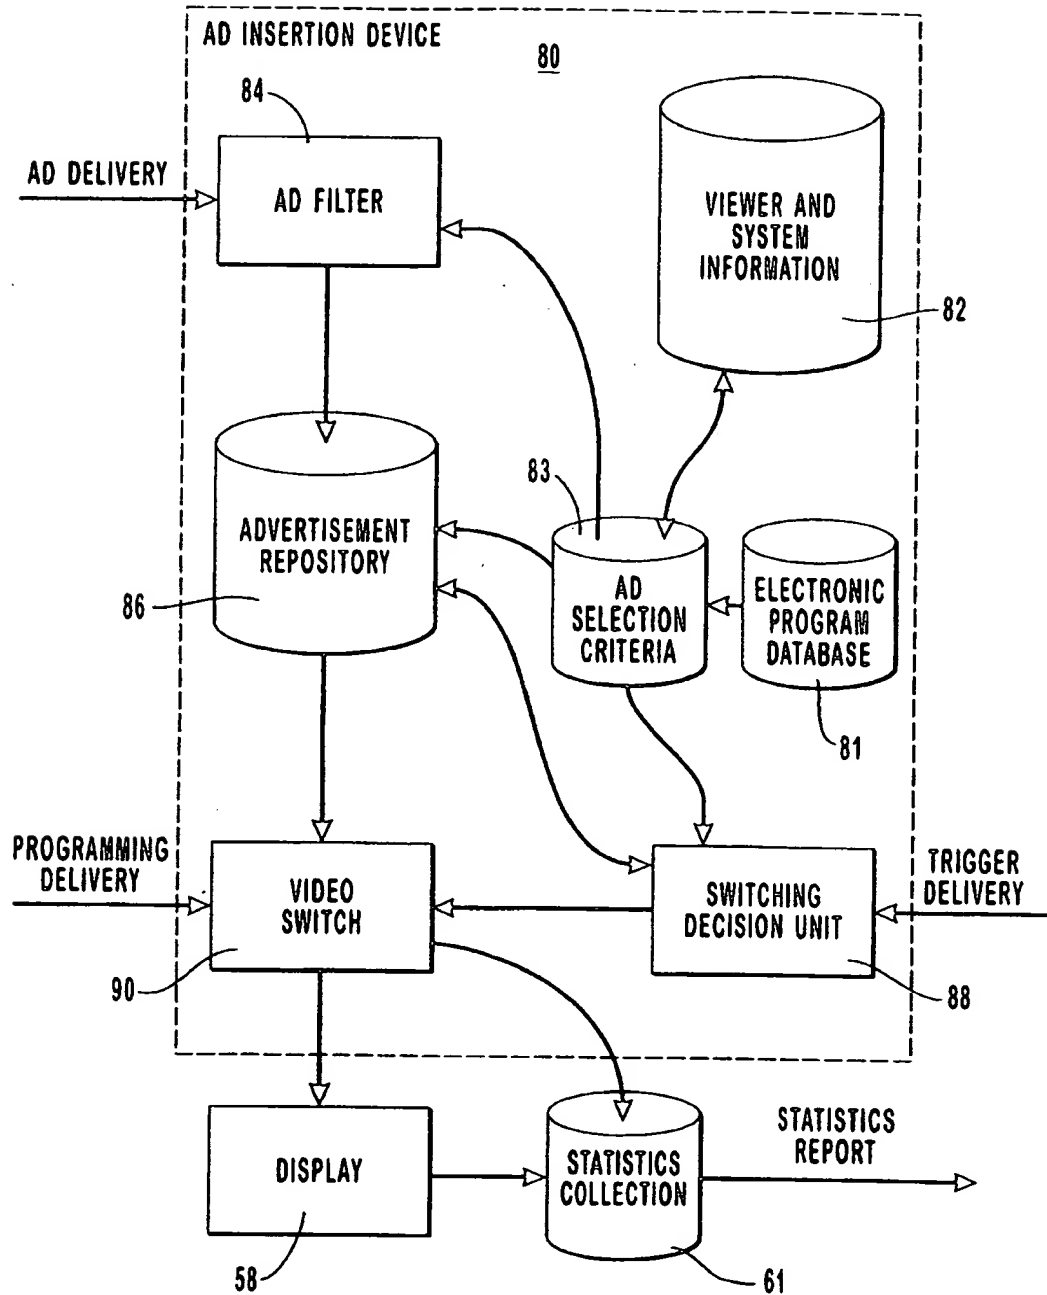 AD INSERTION DEVICE
80
84
AD DELIVERY
AD FILTER
VIEWER AND
SYSTEM
INFORMATION
82
83
ADVERTISEMENT
REPOSITORY
86
AD
SELECTION
CRITERIA
ELECTRONIC
PROGRAM
DATABASE
81
PROGRAMMING
DELIVERY
VIDEO
SWITCH
90
SWITCHING
DECISION UNIT
88
TRIGGER
DELIVERY
DISPLAY
58
STATISTICS
COLLECTION
61
STATISTICS
REPORT